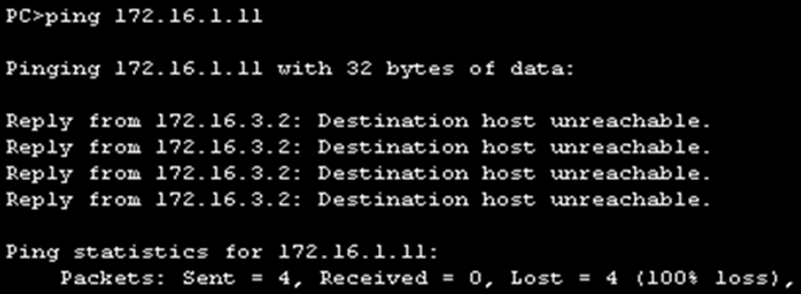 PC>ping 172.16.1.11
Pinging 172.16.1.11 with 32 bytes of data:
Reply from 172.16.3.2: Destination host unreachable.
Reply from 172.16.3.2: Destination host unreachable.
Reply from 172.16.3.2: Destination host unreachable.
Reply from 172.16.3.2: Destination host unreachable.
Ping statistics for 172.16.1.11:
Packets: Sent = 4, Received = 0, Lost = 4 (100% loss),